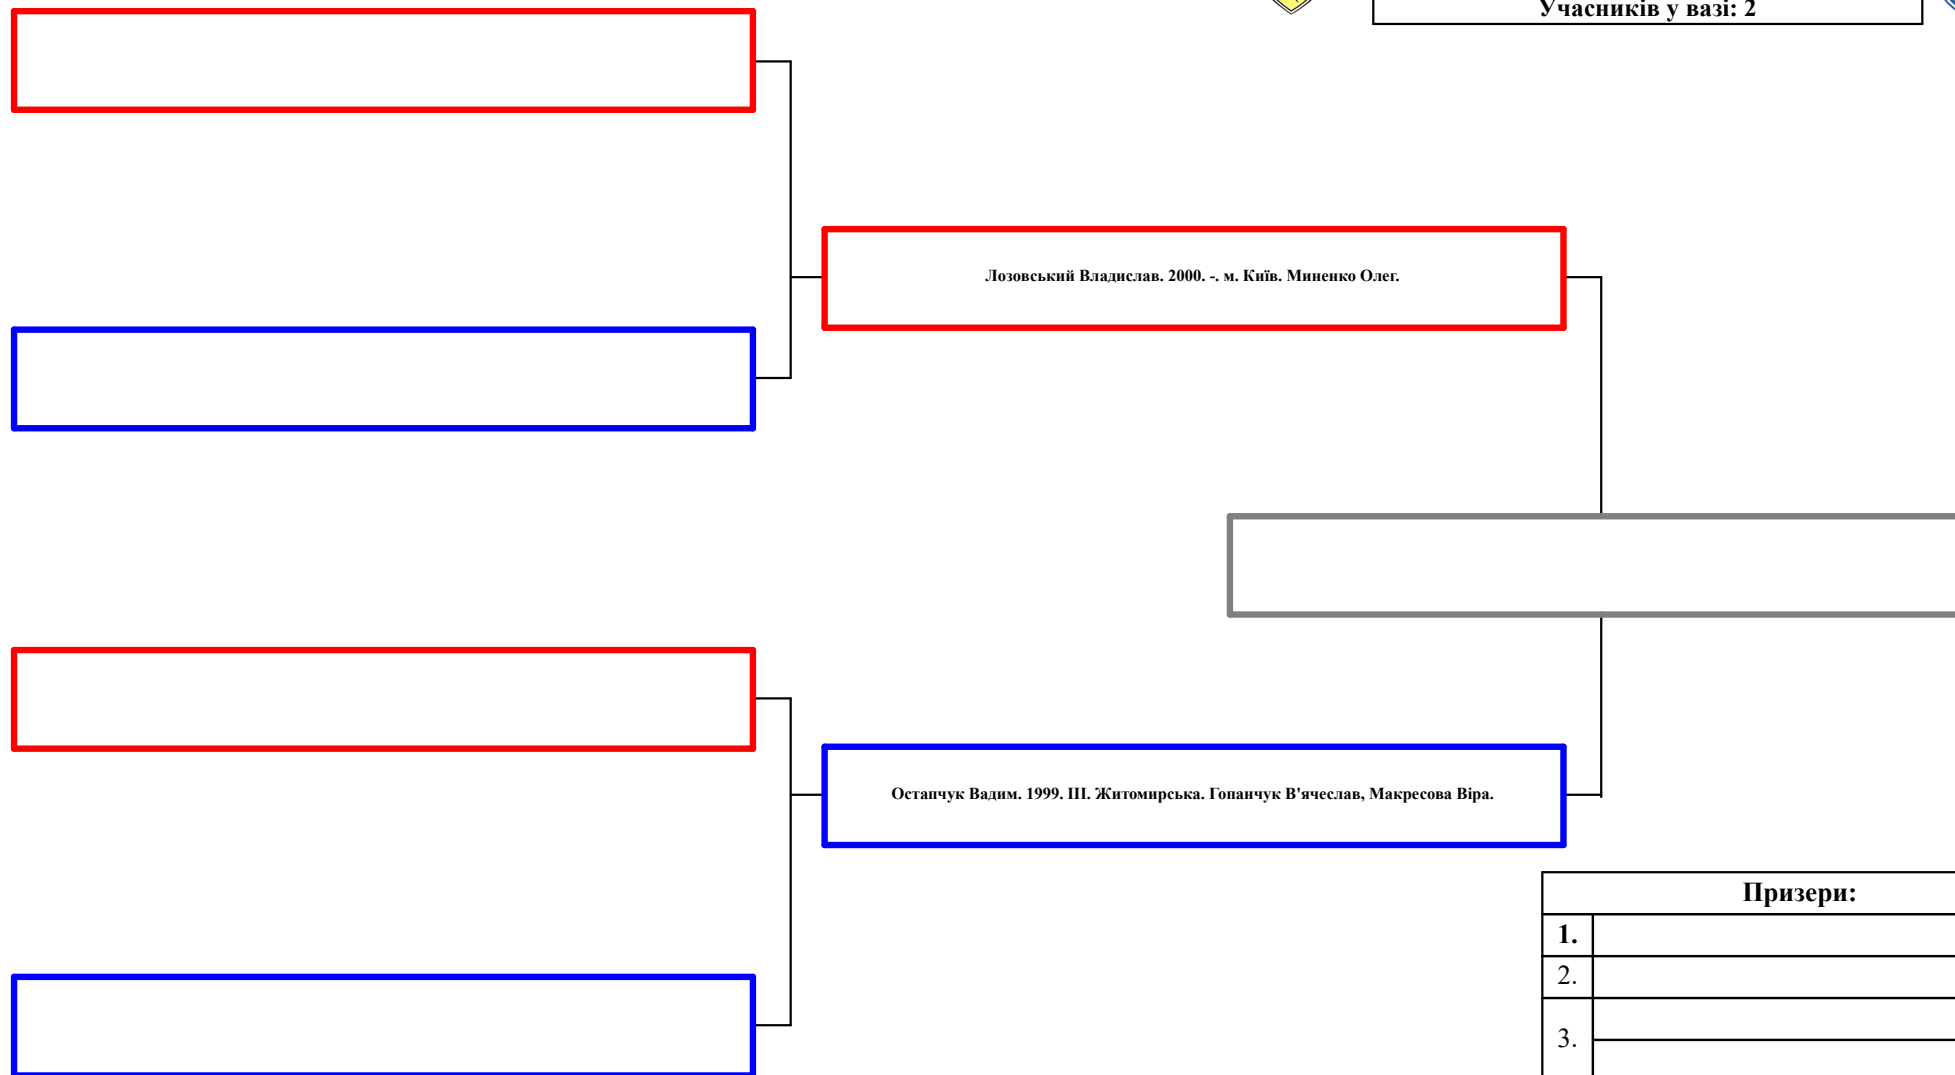 Учасників у вазі: 2
Лозовський Владислав. 2000. -. м. Київ. Миненко Олег.
Остапчук Вадим. 1999. III. Житомирська. Гопанчук В'ячеслав, Макресова Віра.
Призери:
1.
2.
3.